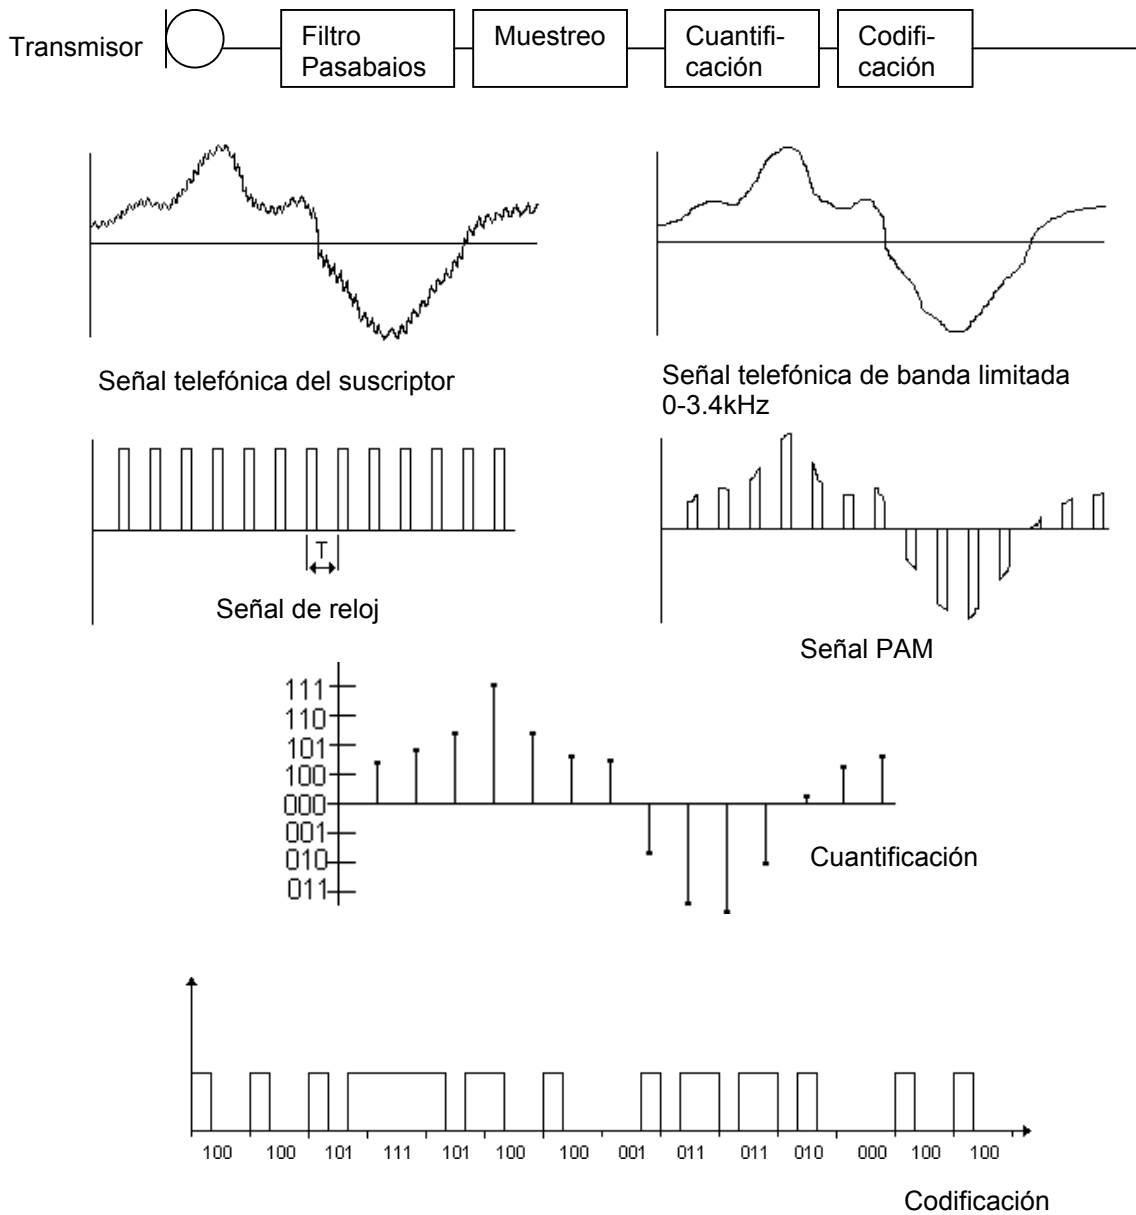 Transmisor
Filtro
Pasabaios
Muestreo
Cuantifi-
cación
Codifi-
cación
Señal telefónica del suscriptor
Señal telefónica de banda limitada
0-3.4kHz
T
Señal de reloj
Señal PAM
111
110
101
100
000
001
010
011
Cuantificación
100 100 101 111 101 100 100 001 011 011 010 000 100 100
Codificación